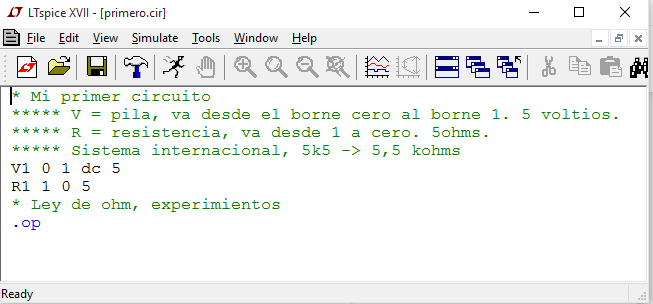 LTspice XVII - [primero.cir]
File Edit View Simulate Tools Window Help
* Mi primer circuito
***** V = pila, va desde el borne cero al borne 1. 5 voltios.
***** R = resistencia, va desde 1 a cero. 5ohms.
***** Sistema internacional, 5k5 -> 5,5 kohms
V1 0 1 dc 5
R1 1 0 5
* Ley de ohm, experimientos
.op
Ready